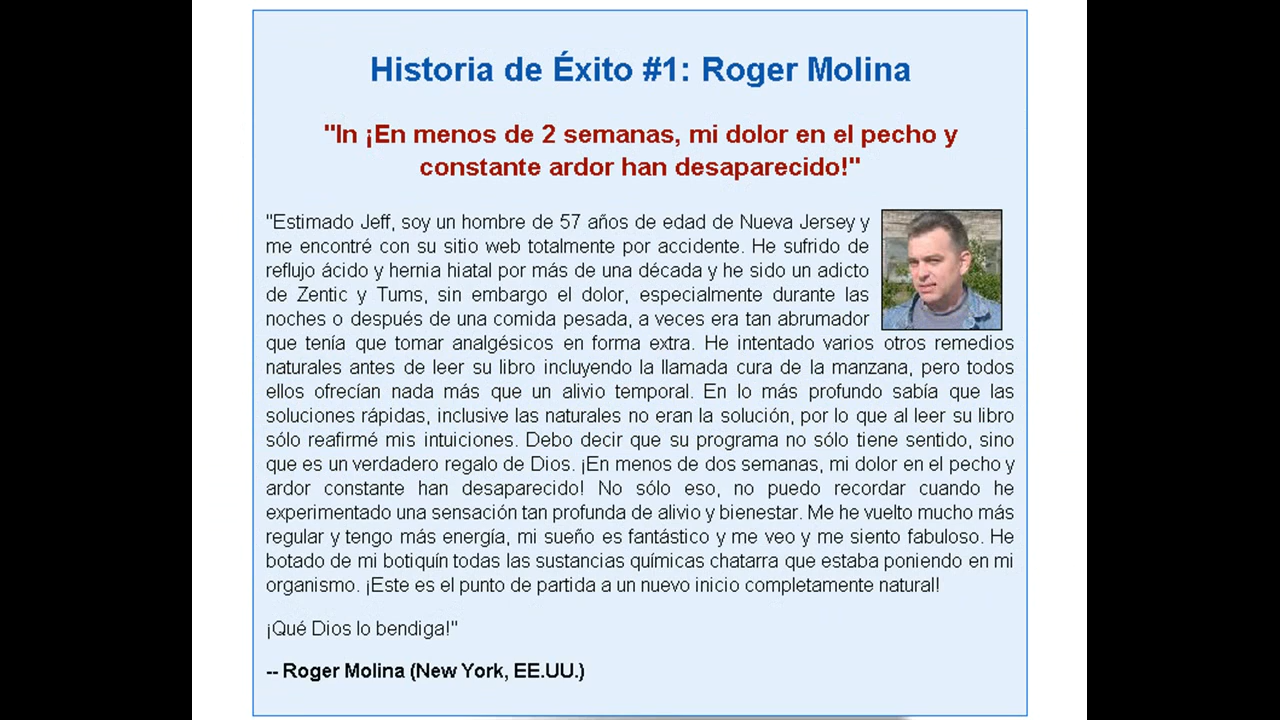 Historia de Éxito #1: Roger Molina
"In ¡En menos de 2 semanas, mi dolor en el pecho y
constante ardor han desaparecido!"
"Estimado Jeff, soy un hombre de 57 años de edad de Nueva Jersey y
me encontré con su sitio web totalmente por accidente. He sufrido de
reflujo ácido y hernia hiatal por más de una década y he sido un adicto
de Zentic y Tums, sin embargo el dolor, especialmente durante las
noches o después de una comida pesada, a veces era tan abrumador
que tenía que tomar analgésicos en forma extra. He intentado varios otros remedios
naturales antes de leer su libro incluyendo la llamada cura de la manzana, pero todos
ellos ofrecían nada más que un alivio temporal. En lo más profundo sabía que las
soluciones rápidas, inclusive las naturales no eran la solución, por lo que al leer su libro
sólo reafirmé mis intuiciones. Debo decir que su programa no sólo tiene sentido, sino
que es un verdadero regalo de Dios. ¡En menos de dos semanas, mi dolor en el pecho y
ardor constante han desaparecido! No sólo eso, no puedo recordar cuando he
experimentado una sensación tan profunda de alivio y bienestar. Me he vuelto mucho más
regular y tengo más energía, mi sueño es fantástico y me veo y me siento fabuloso. He
botado de mi botiquín todas las sustancias químicas chatarra que estaba poniendo en mi
organismo. ¡Este es el punto de partida a un nuevo inicio completamente natural!
¡Qué Dios lo bendiga!"
-- Roger Molina (New York, EE.UU.)